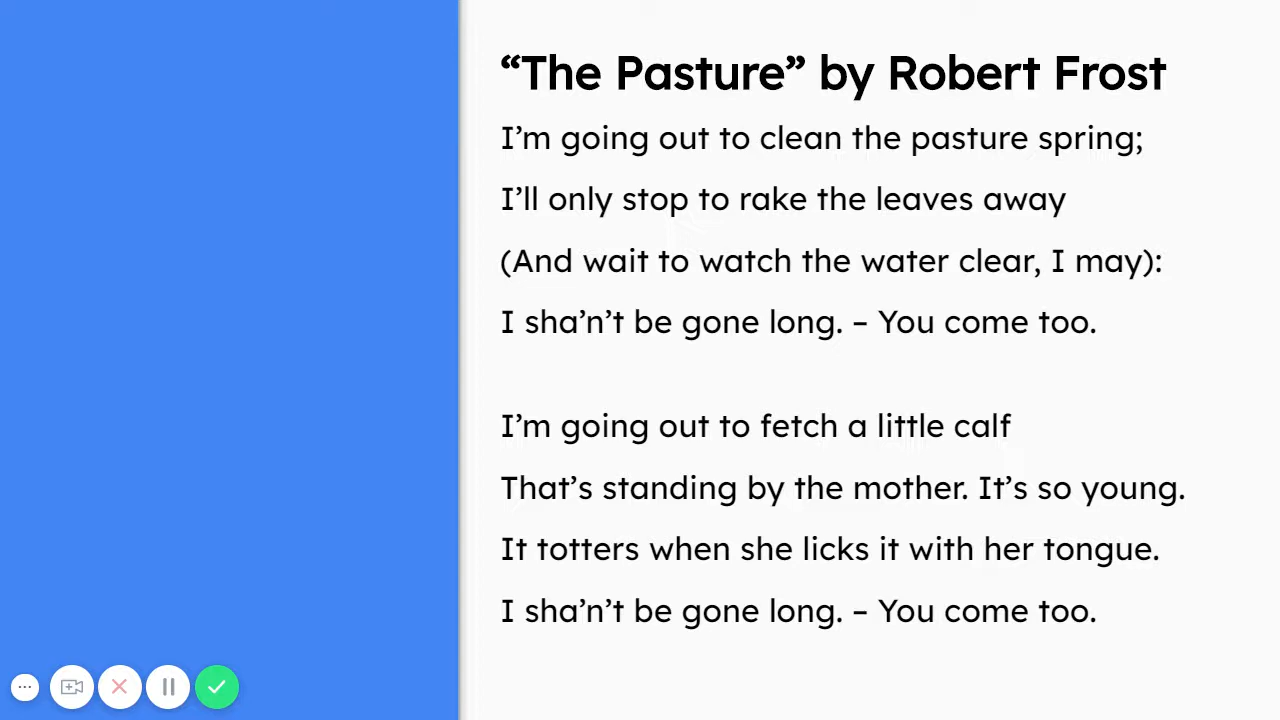 “The Pasture” by Robert Frost
I’m going out to clean the pasture spring;
I’ll only stop to rake the leaves away
(And wait to watch the water clear, I may):
I sha’n’t be gone long. – You come too.
I’m going out to fetch a little calf
That’s standing by the mother. It’s so young.
It totters when she licks it with her tongue.
I sha’n’t be gone long. – You come too.